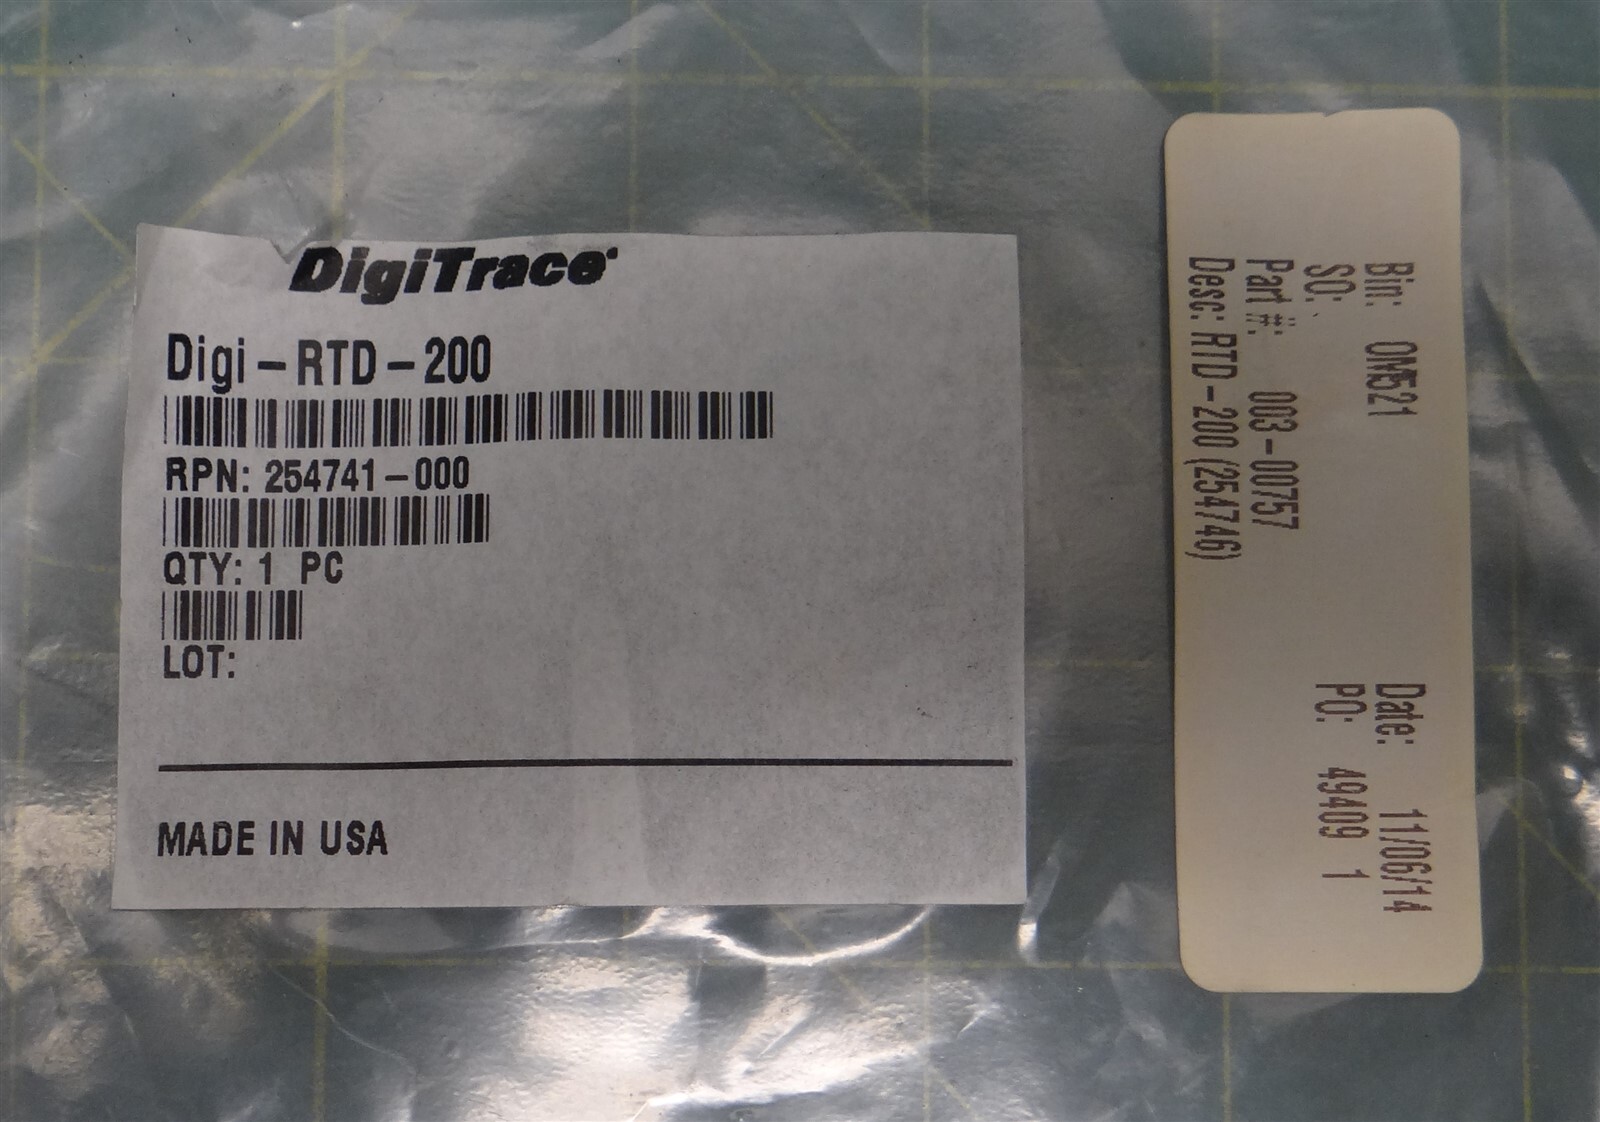 DigiTrace
Digi-RTD-200
RPN: 254741-000
QTY: 1 PC
LOT:
MADE IN USA
Bin: OM521 Date: 11/06/14
SO: PO: 49409 1
Part #: 003-00757
Desc: RTD-200 (254746)